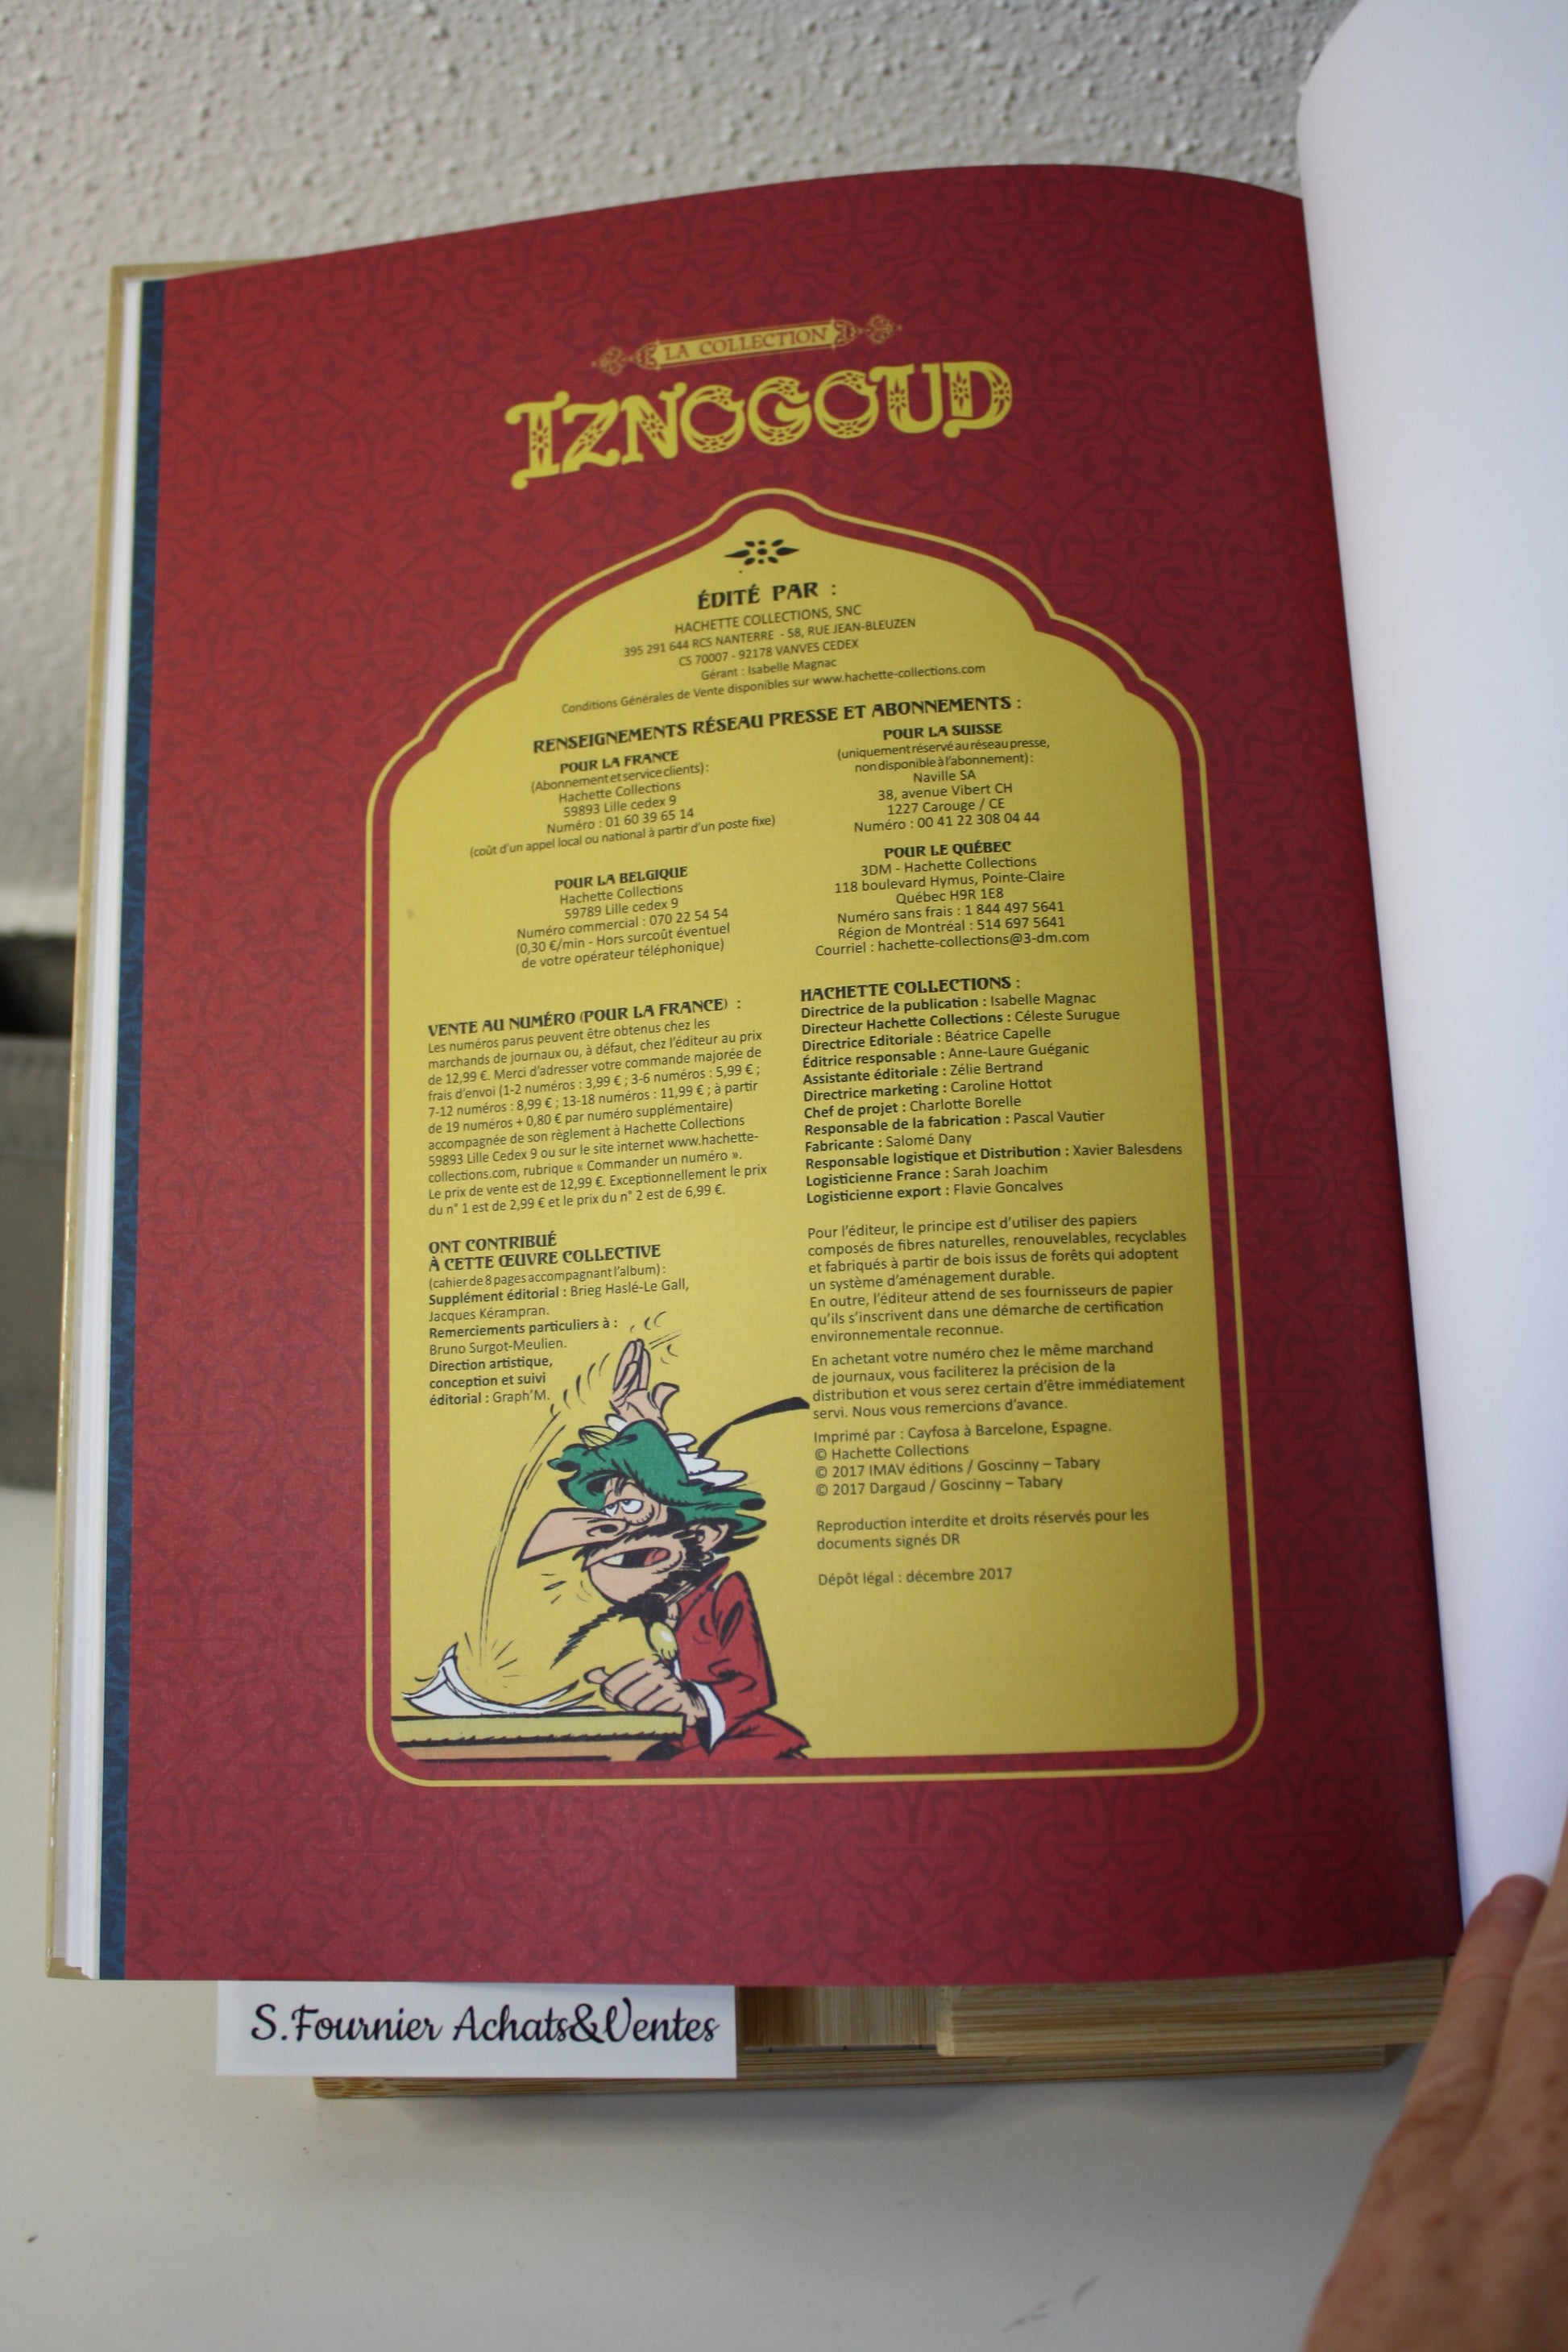 LA COLLECTION
IZNOGOUD
ÉDITÉ PAR :
HACHETTE COLLECTIONS, SNC
395 291 644 RCS NANTERRE - 58, RUE JEAN-BLEUZEN
CS 70007 - 92178 VANVES CEDEX
Gérant : Isabelle Magnac
Conditions Générales de Vente disponibles sur www.hachette-collections.com
RENSEIGNEMENTS RÉSEAU PRESSE ET ABONNEMENTS :
POUR LA FRANCE
(Abonnement et service clients) :
Hachette Collections
59893 Lille cedex 9
Numéro : 01 60 39 65 14
(coût d'un appel local ou national à partir d'un poste fixe)
POUR LA BELGIQUE
Hachette Collections
59789 Lille cedex 9
Numéro commercial : 070 22 54 54
(0,30 €/min - Hors surcoût éventuel
de votre opérateur téléphonique)
POUR LA SUISSE
(uniquement réservé au réseau presse,
non disponible à l'abonnement) :
Naville SA
38, avenue Vibert CH
1227 Carouge / CE
Numéro : 00 41 22 308 04 44
POUR LE QUÉBEC
3DM - Hachette Collections
118 boulevard Hymus, Pointe-Claire
Québec H9R 1E8
Numéro sans frais : 1 844 497 5641
Région de Montréal : 514 697 5641
Courriel : hachette-collections@3-dm.com
VENTE AU NUMÉRO (POUR LA FRANCE) :
Les numéros parus peuvent être obtenus chez les
marchands de journaux ou, à défaut, chez l'éditeur au prix
de 12,99 €. Merci d'adresser votre commande majorée de
frais d'envoi (1-2 numéros : 3,99 € ; 3-6 numéros : 5,99 € ;
7-12 numéros : 8,99 € ; 13-18 numéros : 11,99 € ; à partir
de 19 numéros + 0,80 € par numéro supplémentaire)
accompagnée de son règlement à Hachette Collections
59893 Lille Cedex 9 ou sur le site internet www.hachette-
collections.com, rubrique « Commander un numéro ».
Le prix de vente est de 12,99 €. Exceptionnellement le prix
du n° 1 est de 2,99 € et le prix du n° 2 est de 6,99 €.
ONT CONTRIBUÉ
À CETTE ŒUVRE COLLECTIVE
(cahier de 8 pages accompagnant l'album) :
Supplément éditorial : Brieg Haslé-Le Gall,
Jacques Kérampran.
Remerciements particuliers à :
Bruno Surgot-Meulien.
Direction artistique,
conception et suivi
éditorial : Graph'M.
HACHETTE COLLECTIONS :
Directrice de la publication : Isabelle Magnac
Directeur Hachette Collections : Céleste Surugue
Directrice Editoriale : Béatrice Capelle
Éditrice responsable : Anne-Laure Guéganic
Assistante éditoriale : Zélie Bertrand
Directrice marketing : Caroline Hottot
Chef de projet : Charlotte Borelle
Responsable de la fabrication : Pascal Vautier
Fabricante : Salomé Dany
Responsable logistique et Distribution : Xavier Balesdens
Logisticienne France : Sarah Joachim
Logisticienne export : Flavie Goncalves
Pour l'éditeur, le principe est d'utiliser des papiers
composés de fibres naturelles, renouvelables, recyclables
et fabriqués à partir de bois issus de forêts qui adoptent
un système d'aménagement durable.
En outre, l'éditeur attend de ses fournisseurs de papier
qu'ils s'inscrivent dans une démarche de certification
environnementale reconnue.
En achetant votre numéro chez le même marchand
de journaux, vous faciliterez la précision de la
distribution et vous serez certain d'être immédiatement
servi. Nous vous remercions d'avance.
Imprimé par : Cayfosa à Barcelone, Espagne.
© Hachette Collections
© 2017 IMAV éditions / Goscinny – Tabary
© 2017 Dargaud / Goscinny – Tabary
Reproduction interdite et droits réservés pour les
documents signés DR
Dépôt légal : décembre 2017
S.Fournier Achats&Ventes